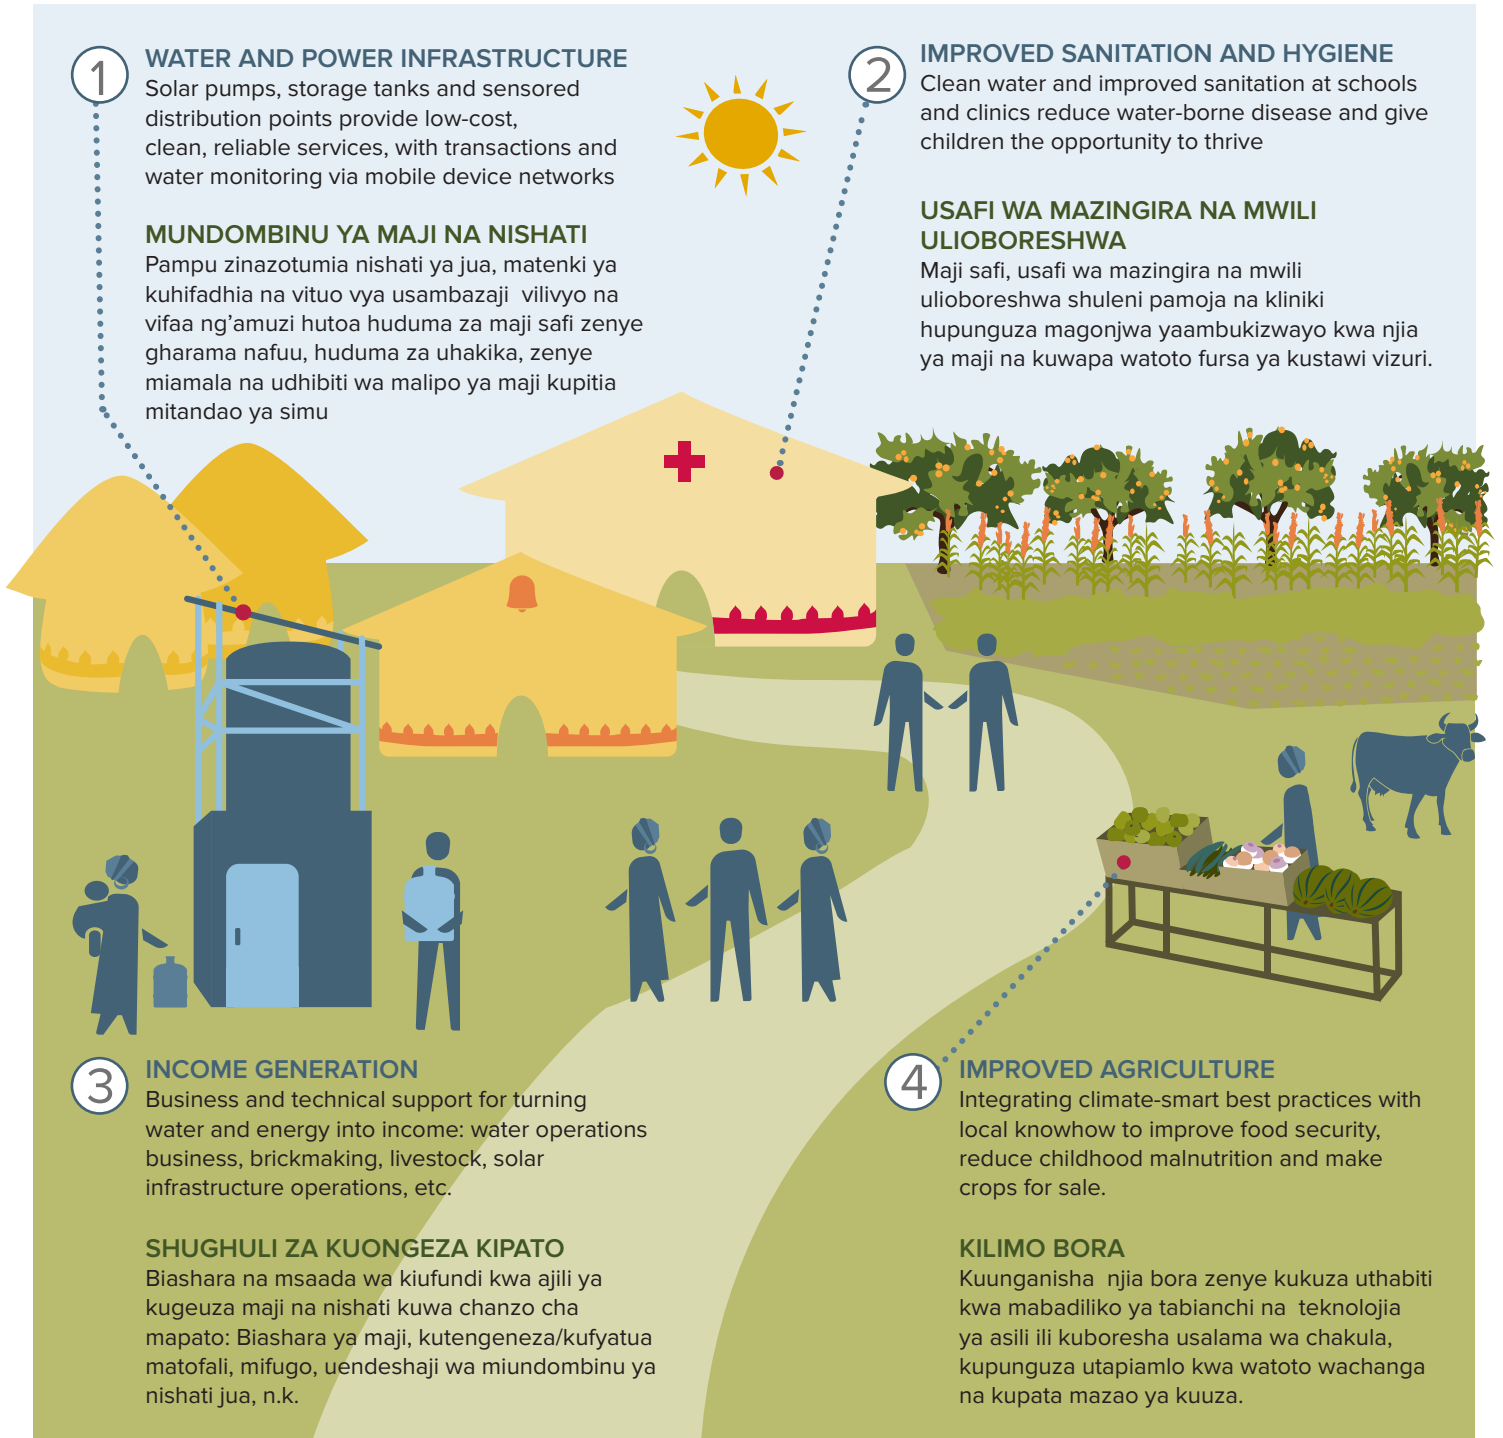 1
WATER AND POWER INFRASTRUCTURE
Solar pumps, storage tanks and sensored
distribution points provide low-cost,
clean, reliable services, with transactions and
water monitoring via mobile device networks
MUNDOMBINU YA MAJI NA NISHATI
Pampu zinazotumia nishati ya jua, matenki ya
kuhifadhia na vituo vya usambazaji vilivyo na
vifaa ng’amuzi hutoa huduma za maji safi zenye
gharama nafuu, huduma za uhakika, zenye
miamala na udhibiti wa malipo ya maji kupitia
mitandao ya simu
2
IMPROVED SANITATION AND HYGIENE
Clean water and improved sanitation at schools
and clinics reduce water-borne disease and give
children the opportunity to thrive
USAFI WA MAZINGIRA NA MWILI
ULIOBORESHWA
Maji safi, usafi wa mazingira na mwili
ulioboreshwa shuleni pamoja na kliniki
hupunguza magonjwa yaambukizwayo kwa njia
ya maji na kuwapa watoto fursa ya kustawi vizuri.
3
INCOME GENERATION
Business and technical support for turning
water and energy into income: water operations
business, brickmaking, livestock, solar
infrastructure operations, etc.
SHUGHULI ZA KUONGEZA KIPATO
Biashara na msaada wa kiufundi kwa ajili ya
kugeuza maji na nishati kuwa chanzo cha
mapato: Biashara ya maji, kutengeneza/kufyatua
matofali, mifugo, uendeshaji wa miundombinu ya
nishati jua, n.k.
4
IMPROVED AGRICULTURE
Integrating climate-smart best practices with
local knowhow to improve food security,
reduce childhood malnutrition and make
crops for sale.
KILIMO BORA
Kuunganisha njia bora zenye kukuza uthabiti
kwa mabadiliko ya tabianchi na teknolojia
ya asili ili kuboresha usalama wa chakula,
kupunguza utapiamlo kwa watoto wachanga
na kupata mazao ya kuuza.